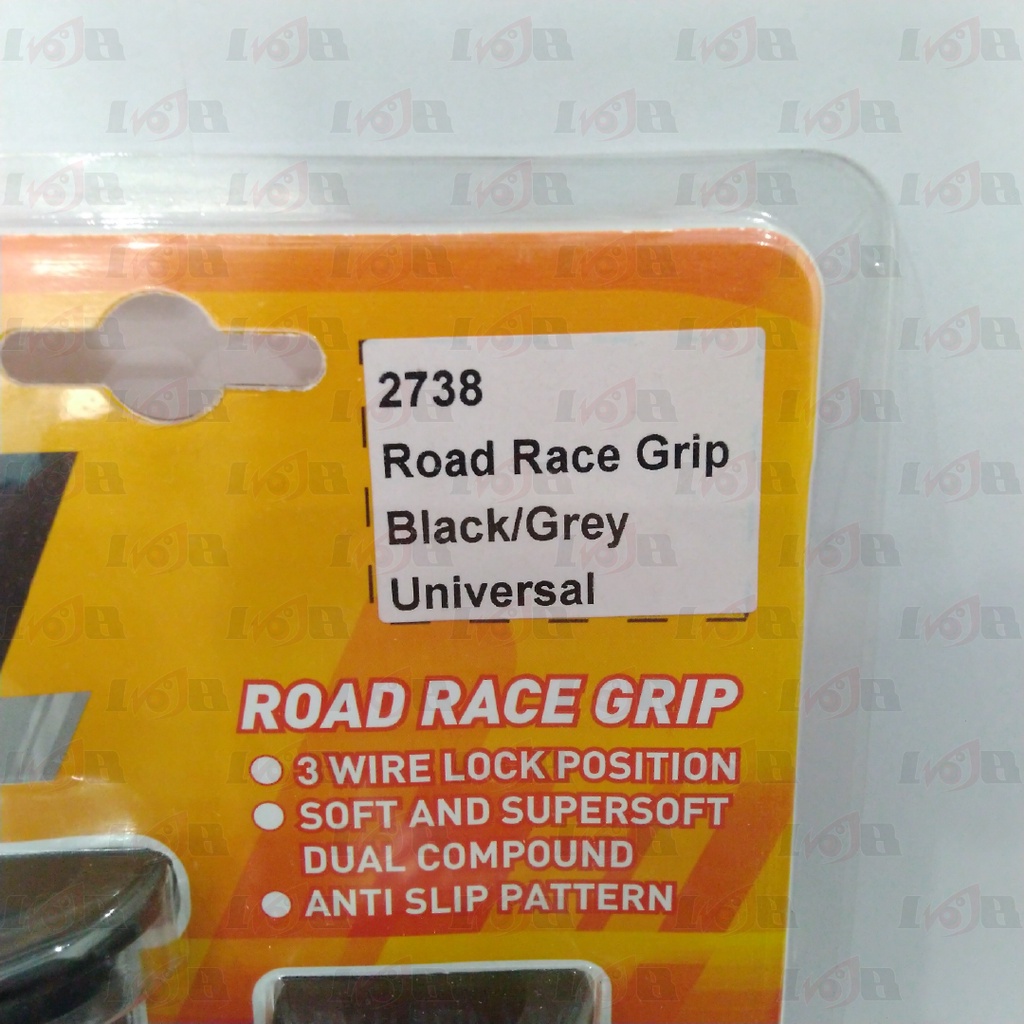 2738
Road Race Grip
Black/Grey
Universal
ROAD RACE GRIP
3 WIRE LOCK POSITION
SOFT AND SUPERSOFT
DUAL COMPOUND
ANTI SLIP PATTERN